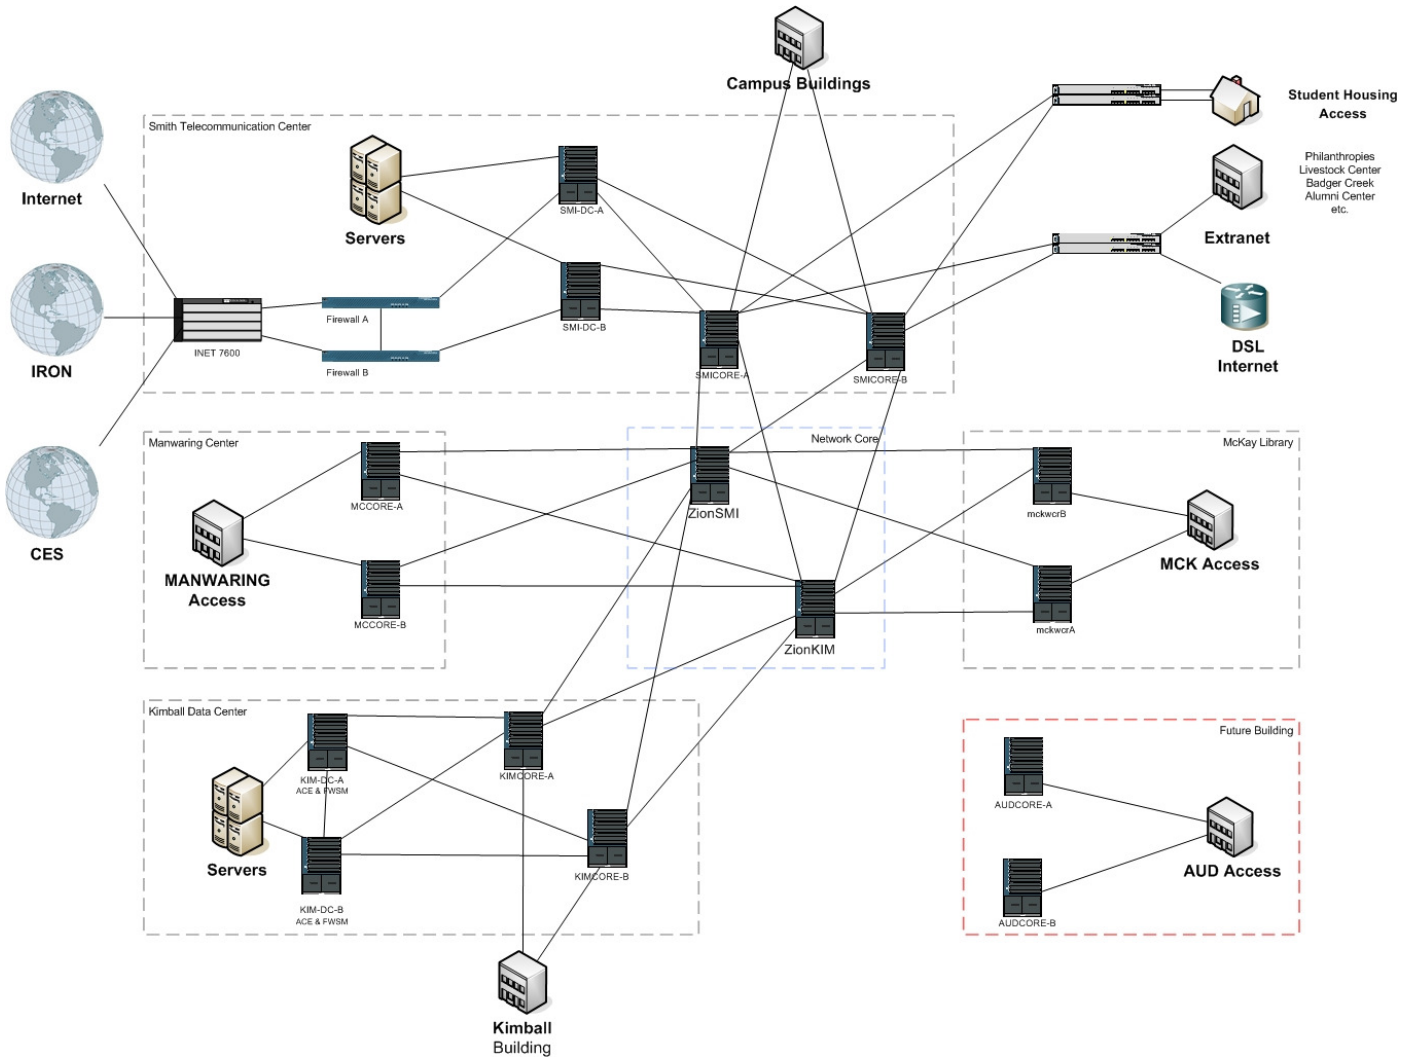 Campus Buildings
Student Housing
Access
Smith Telecommunication Center
Internet
Servers
SMI-DC-A
Philanthropies
Livestock Center
Badger Creek
Alumni Center
etc.
Extranet
IRON
INET 7600
Firewall A
Firewall B
SMI-DC-B
SMICORE-A
SMICORE-B
DSL
Internet
CES
Manwaring Center
MCCORE-A
MANWARING
Access
MCCORE-B
Network Core
ZionSMI
ZionKIM
McKay Library
mckwcrB
MCK Access
mckwcrA
Kimball Data Center
KIM-DC-A
ACE & FWSM
KIMCORE-A
Servers
KIM-DC-B
ACE & FWSM
KIMCORE-B
Kimball
Building
Future Building
AUDCORE-A
AUD Access
AUDCORE-B